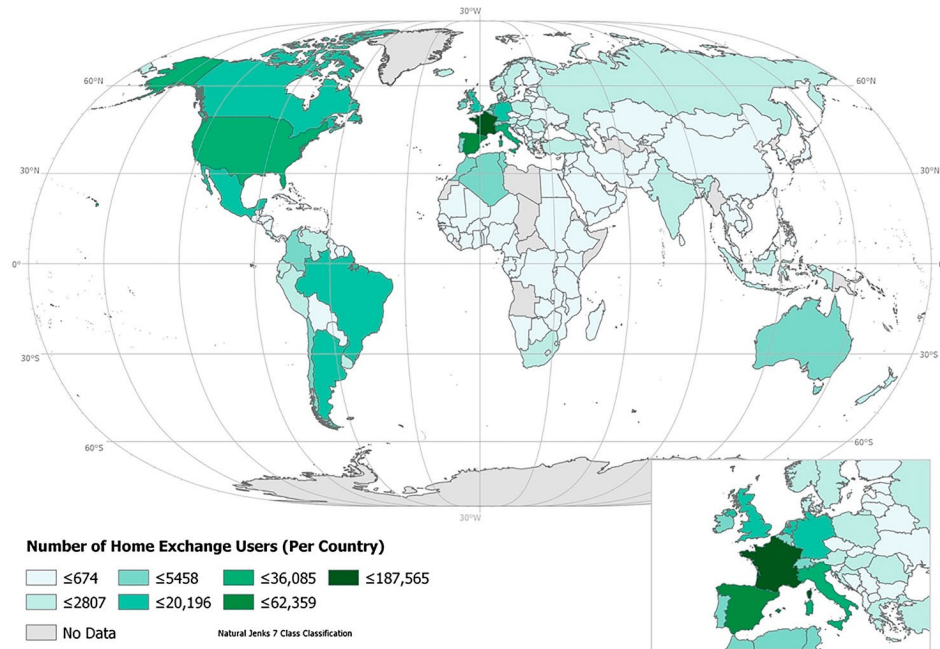 30°W
60°N
60°N
30°N
30°N
0°
0°
30°S
30°S
60°S
60°S
30°W
Number of Home Exchange Users (Per Country)
≤674 ≤5458 ≤36,085 ≤187,565
≤2807 ≤20,196 ≤62,359
No Data Natural Jenks 7 Class Classification